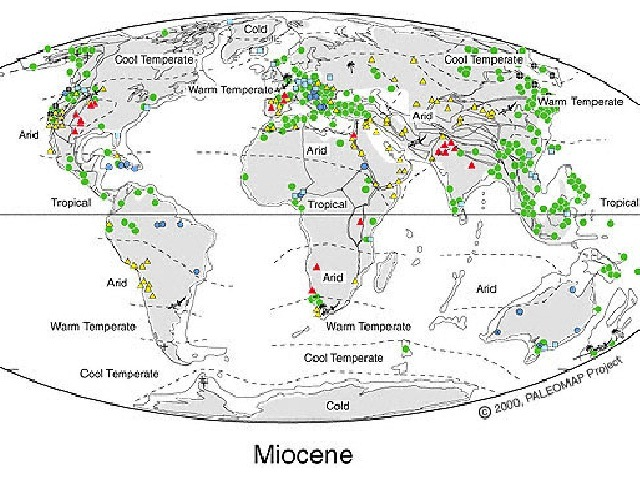 Cold
Cool Temperate
Cool Temperate
Warm Temperate
Warm Temperate
Arid
Arid
Arid
Tropical
Tropical
Tropical
Arid
Arid
Arid
Warm Temperate
Warm Temperate
Cool Temperate
Cool Temperate
Cold
© 2000, PALEOMAP Project
Miocene